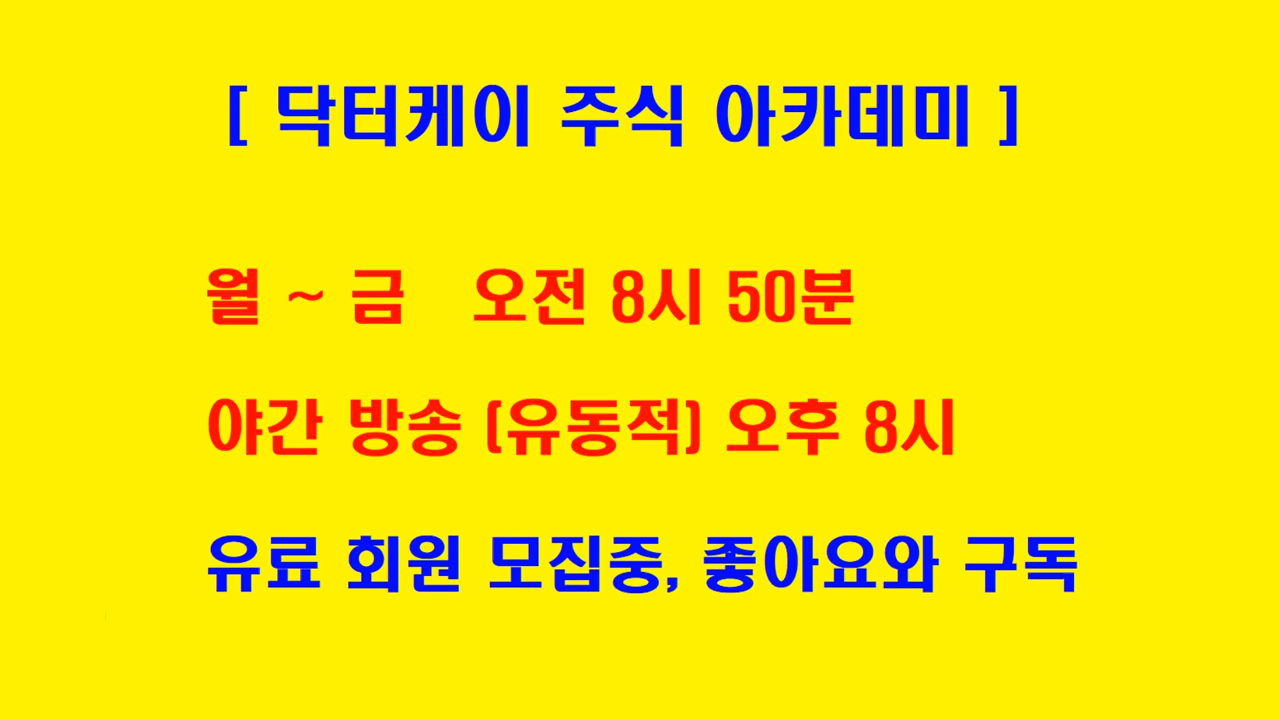 [ 닥터케이 주식 아카데미 ]
월 ~ 금 오전 8시 50분
야간 방송 (유동적) 오후 8시
유료 회원 모집중, 좋아요와 구독